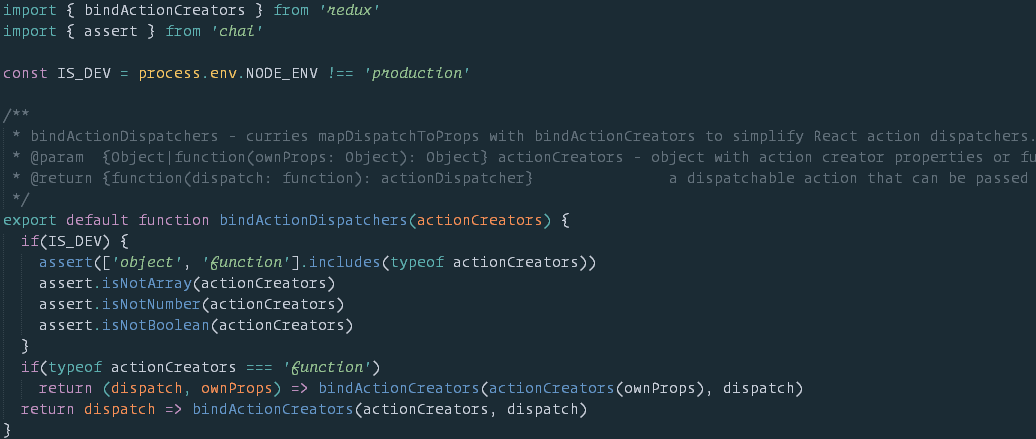 import { bindActionCreators } from 'redux'
import { assert } from 'chai'

const IS_DEV = process.env.NODE_ENV !== 'production'

/**
 * bindActionDispatchers - curries mapDispatchToProps with bindActionCreators to simplify React action dispatchers.
 * @param  {Object|function(ownProps: Object): Object} actionCreators - object with action creator properties or fu
 * @return {function(dispatch: function): actionDispatcher}               a dispatchable action that can be passed
 */
export default function bindActionDispatchers(actionCreators) {
  if(IS_DEV) {
    assert(['object', 'function'].includes(typeof actionCreators))
    assert.isNotArray(actionCreators)
    assert.isNotNumber(actionCreators)
    assert.isNotBoolean(actionCreators)
  }
  if(typeof actionCreators === 'function')
    return (dispatch, ownProps) => bindActionCreators(actionCreators(ownProps), dispatch)
  return dispatch => bindActionCreators(actionCreators, dispatch)
}